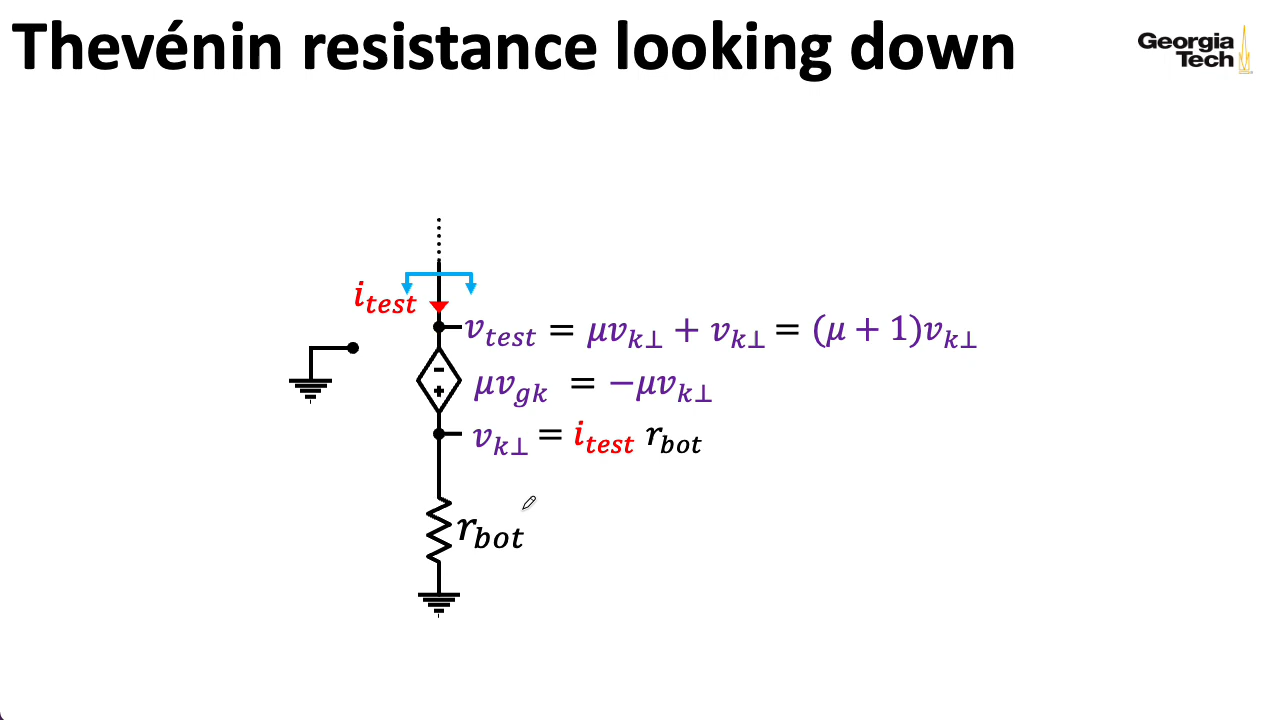 Thevénin resistance looking down
Georgia
Tech
i_test
v_test = μv_k⊥ + v_k⊥ = (μ + 1)v_k⊥
-
μv_gk = −μv_k⊥
+
v_k⊥ = i_test r_bot
r_bot